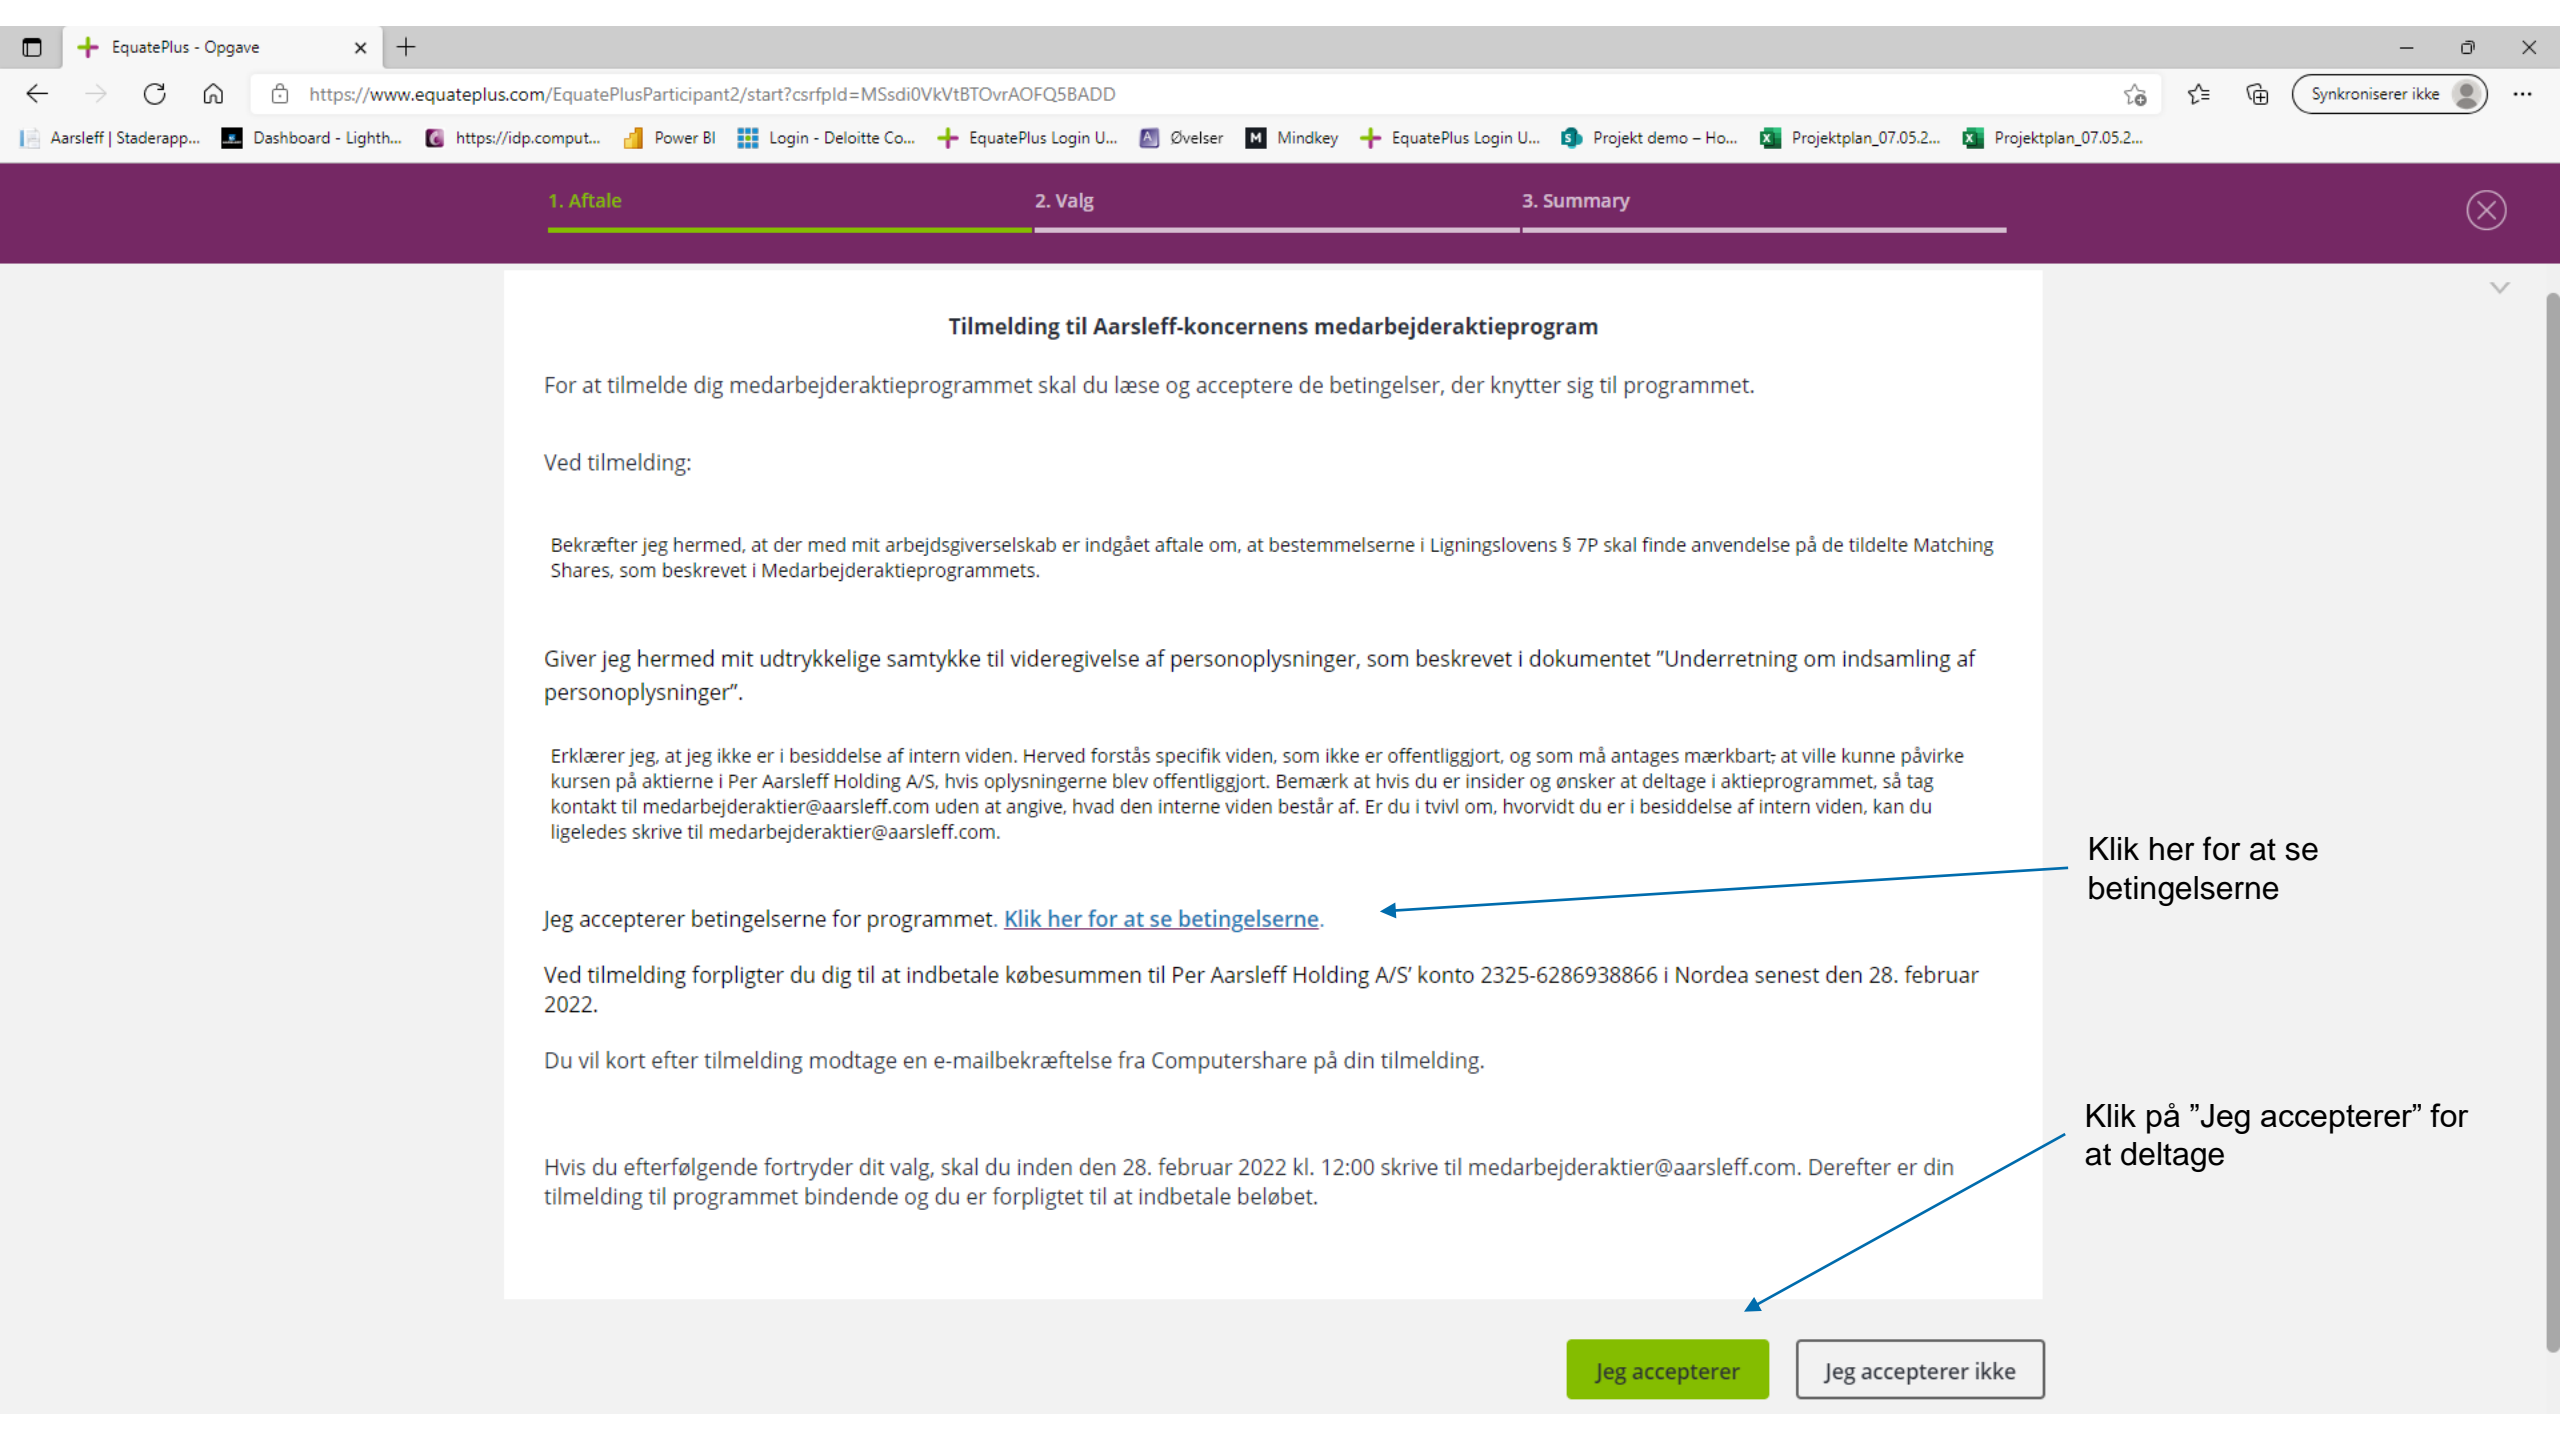 EquatePlus - Opgave
https://www.equateplus.com/EquatePlusParticipant2/start?csrfpId=MSsdi0VkVtBTOvrAOFQ5BADD
Synkroniserer ikke
Aarsleff | Staderapp... Dashboard - Lighth... https://idp.comput... Power BI Login - Deloitte Co... EquatePlus Login U... Øvelser Mindkey EquatePlus Login U... Projekt demo – Ho... Projektplan_07.05.2... Projektplan_07.05.2...
1. Aftale 2. Valg 3. Summary
Tilmelding til Aarsleff-koncernens medarbejderaktieprogram
For at tilmelde dig medarbejderaktieprogrammet skal du læse og acceptere de betingelser, der knytter sig til programmet.
Ved tilmelding:
Bekræfter jeg hermed, at der med mit arbejdsgiverselskab er indgået aftale om, at bestemmelserne i Ligningslovens § 7P skal finde anvendelse på de tildelte Matching
Shares, som beskrevet i Medarbejderaktieprogrammets.
Giver jeg hermed mit udtrykkelige samtykke til videregivelse af personoplysninger, som beskrevet i dokumentet ”Underretning om indsamling af
personoplysninger”.
Erklærer jeg, at jeg ikke er i besiddelse af intern viden. Herved forstås specifik viden, som ikke er offentliggjort, og som må antages mærkbart, at ville kunne påvirke
kursen på aktierne i Per Aarsleff Holding A/S, hvis oplysningerne blev offentliggjort. Bemærk at hvis du er insider og ønsker at deltage i aktieprogrammet, så tag
kontakt til medarbejderaktier@aarsleff.com uden at angive, hvad den interne viden består af. Er du i tvivl om, hvorvidt du er i besiddelse af intern viden, kan du
ligeledes skrive til medarbejderaktier@aarsleff.com.
Klik her for at se
betingelserne
Jeg accepterer betingelserne for programmet. Klik her for at se betingelserne.
Ved tilmelding forpligter du dig til at indbetale købesummen til Per Aarsleff Holding A/S’ konto 2325-6286938866 i Nordea senest den 28. februar
2022.
Du vil kort efter tilmelding modtage en e-mailbekræftelse fra Computershare på din tilmelding.
Klik på ”Jeg accepterer” for
at deltage
Hvis du efterfølgende fortryder dit valg, skal du inden den 28. februar 2022 kl. 12:00 skrive til medarbejderaktier@aarsleff.com. Derefter er din
tilmelding til programmet bindende og du er forpligtet til at indbetale beløbet.
Jeg accepterer Jeg accepterer ikke